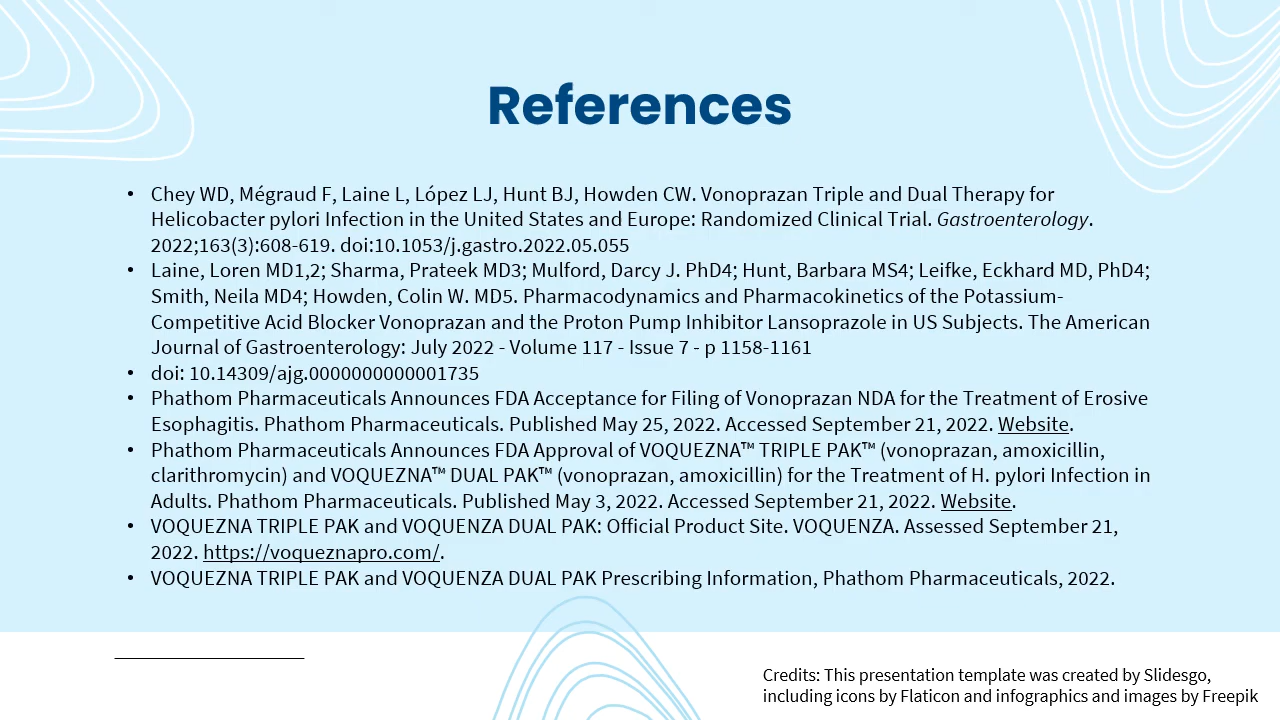 References
• Chey WD, Mégraud F, Laine L, López LJ, Hunt BJ, Howden CW. Vonoprazan Triple and Dual Therapy for
Helicobacter pylori Infection in the United States and Europe: Randomized Clinical Trial. Gastroenterology.
2022;163(3):608-619. doi:10.1053/j.gastro.2022.05.055
• Laine, Loren MD1,2; Sharma, Prateek MD3; Mulford, Darcy J. PhD4; Hunt, Barbara MS4; Leifke, Eckhard MD, PhD4;
Smith, Neila MD4; Howden, Colin W. MD5. Pharmacodynamics and Pharmacokinetics of the Potassium-
Competitive Acid Blocker Vonoprazan and the Proton Pump Inhibitor Lansoprazole in US Subjects. The American
Journal of Gastroenterology: July 2022 - Volume 117 - Issue 7 - p 1158-1161
• doi: 10.14309/ajg.0000000000001735
• Phathom Pharmaceuticals Announces FDA Acceptance for Filing of Vonoprazan NDA for the Treatment of Erosive
Esophagitis. Phathom Pharmaceuticals. Published May 25, 2022. Accessed September 21, 2022. Website.
• Phathom Pharmaceuticals Announces FDA Approval of VOQUEZNA™ TRIPLE PAK™ (vonoprazan, amoxicillin,
clarithromycin) and VOQUEZNA™ DUAL PAK™ (vonoprazan, amoxicillin) for the Treatment of H. pylori Infection in
Adults. Phathom Pharmaceuticals. Published May 3, 2022. Accessed September 21, 2022. Website.
• VOQUEZNA TRIPLE PAK and VOQUENZA DUAL PAK: Official Product Site. VOQUENZA. Assessed September 21,
2022. https://voqueznapro.com/.
• VOQUEZNA TRIPLE PAK and VOQUENZA DUAL PAK Prescribing Information, Phathom Pharmaceuticals, 2022.
Credits: This presentation template was created by Slidesgo,
including icons by Flaticon and infographics and images by Freepik